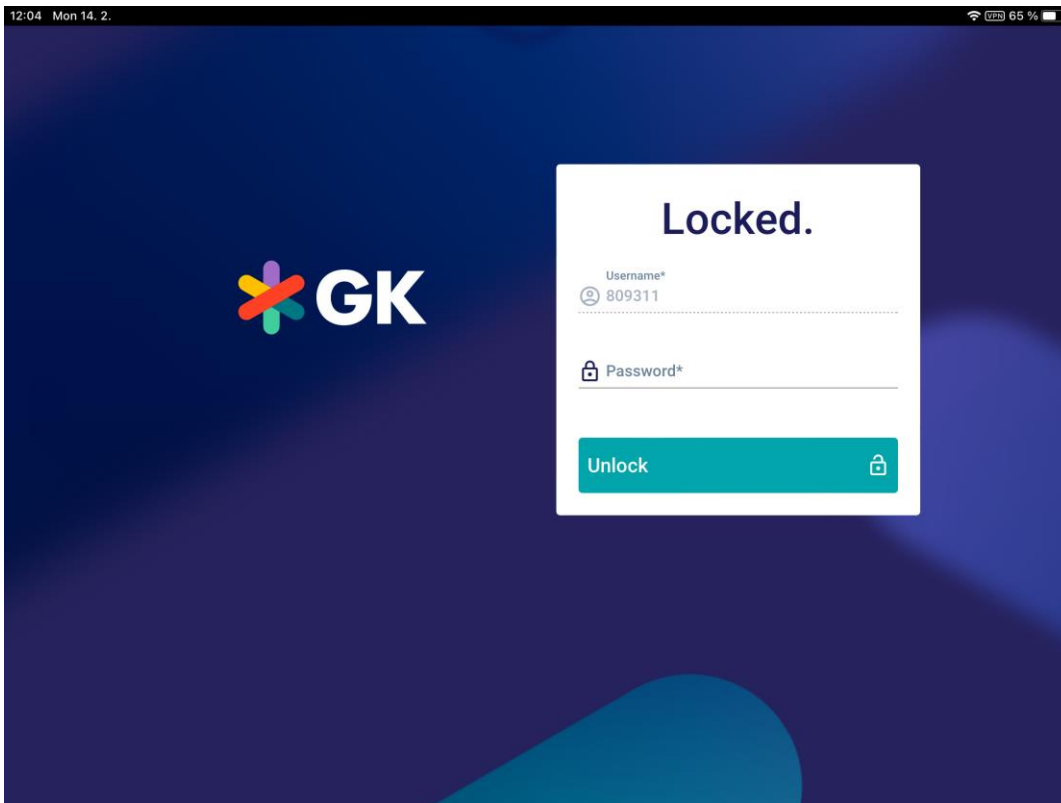 12:04 Mon 14. 2. VPN 65 %
Locked.
GK
Username*
809311
Password*
Unlock